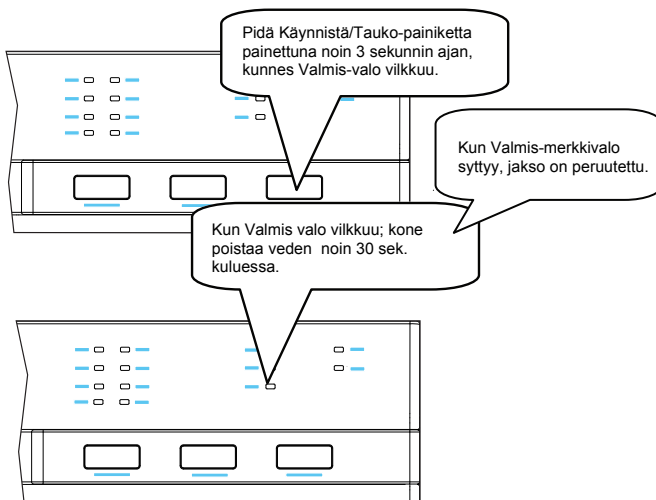 Pidä Käynnistä/Tauko-painiketta
painettuna noin 3 sekunnin ajan,
kunnes Valmis-valo vilkkuu.
Kun Valmis-merkkivalo
syttyy, jakso on peruutettu.
Kun Valmis valo vilkkuu; kone
poistaa veden noin 30 sek.
kuluessa.